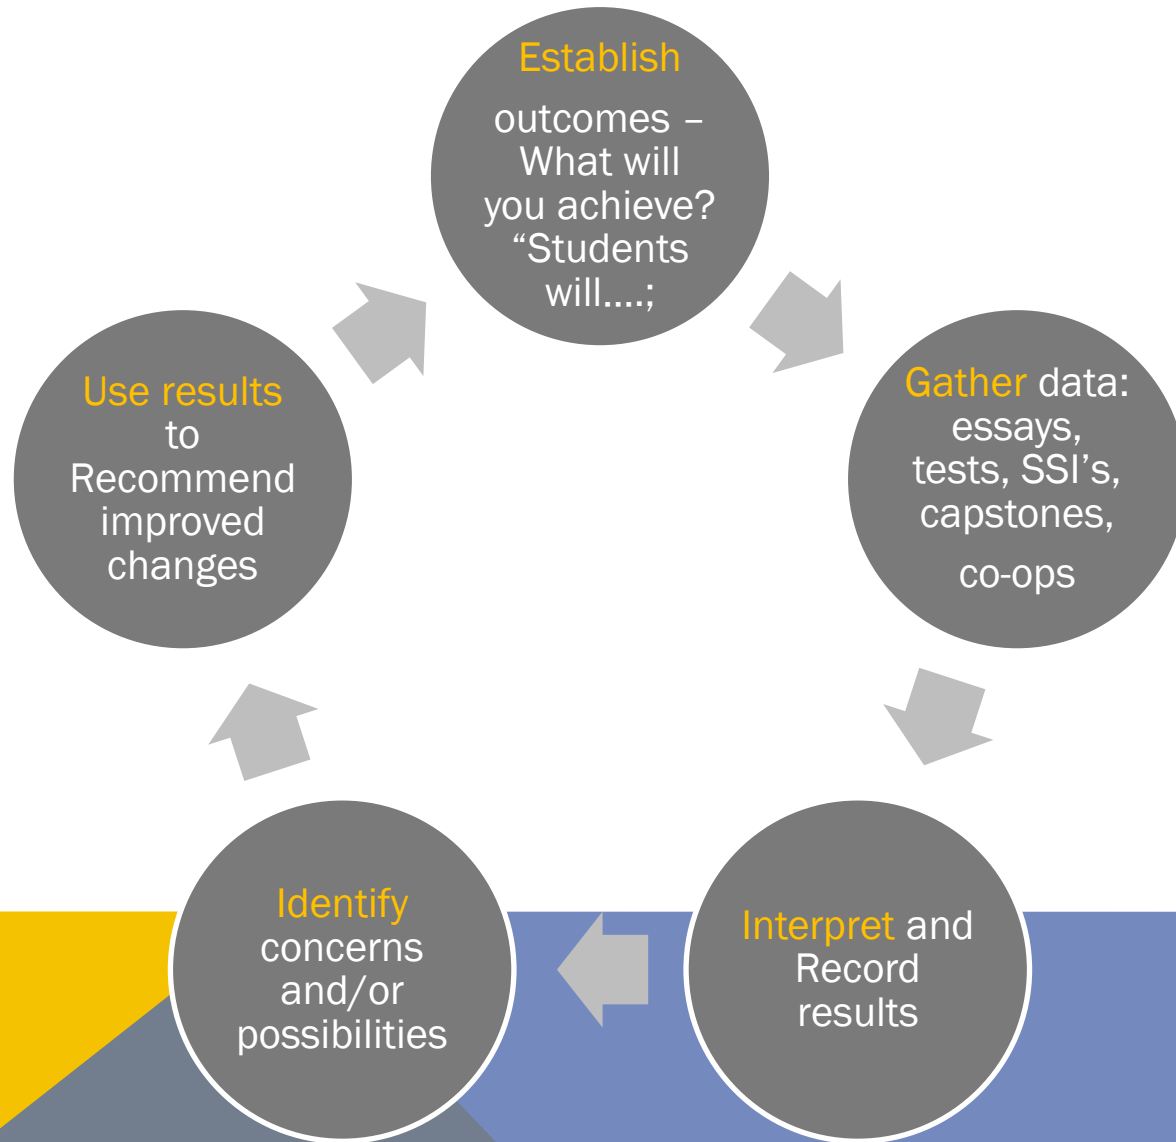 Establish
outcomes –
What will
you achieve?
“Students
will....;
Gather data:
essays,
tests, SSI’s,
capstones,
co-ops
Interpret and
Record
results
Identify
concerns
and/or
possibilities
Use results
to
Recommend
improved
changes